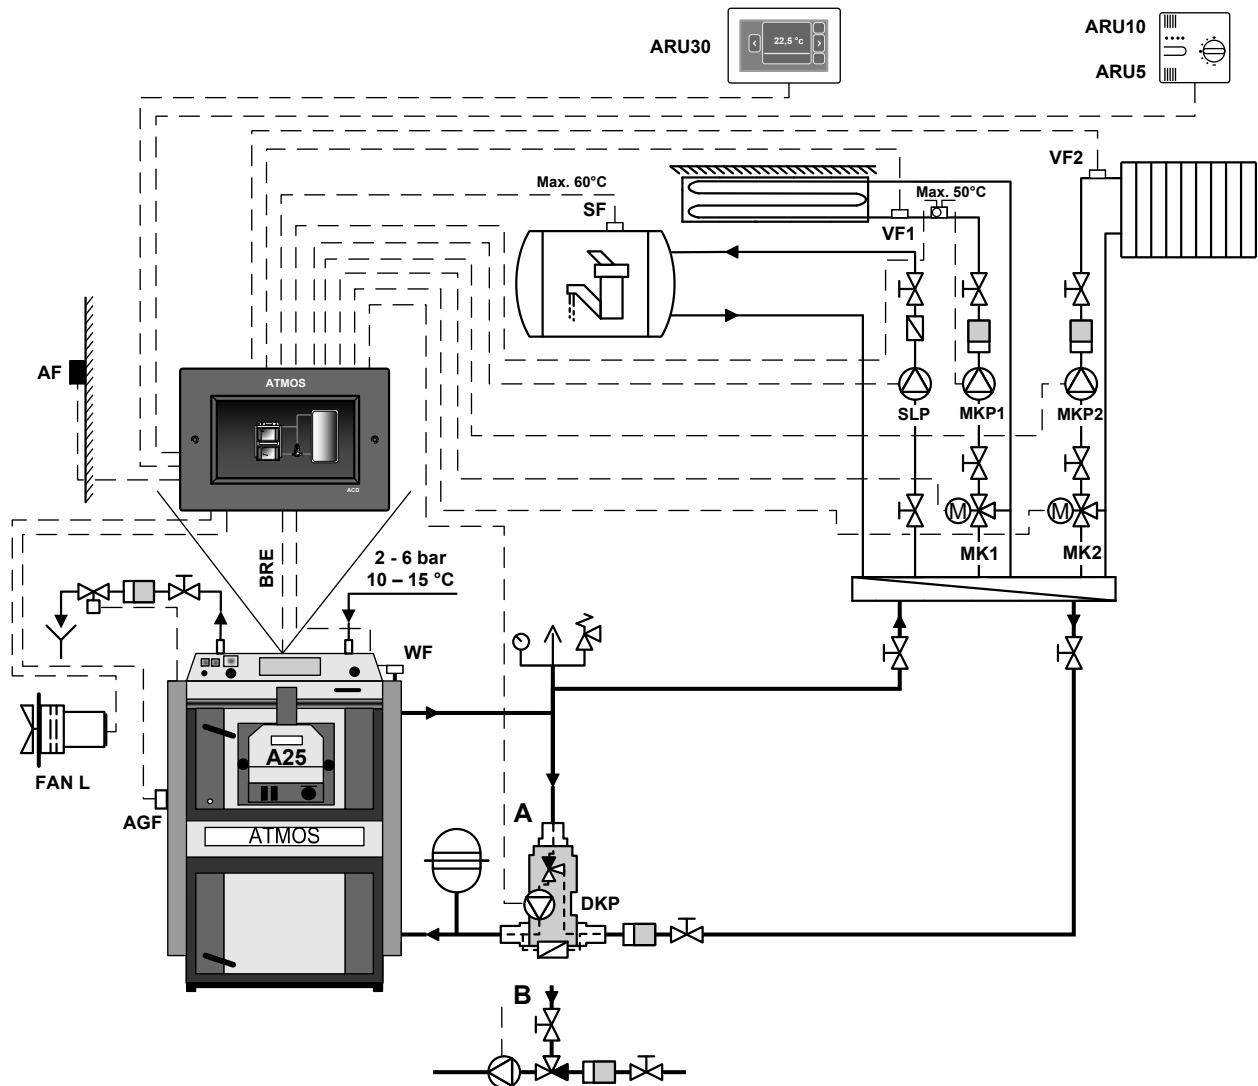 ARU30
22,5 °c
ARU10
ARU5
VF2
Max. 60°C
SF
Max. 50°C
VF1
AF
ATMOS
ACD
SLP
MKP1
MKP2
M
M
MK1
MK2
BRE
2 - 6 bar
10 – 15 °C
WF
FAN L
A25
AGF
ATMOS
A
DKP
B